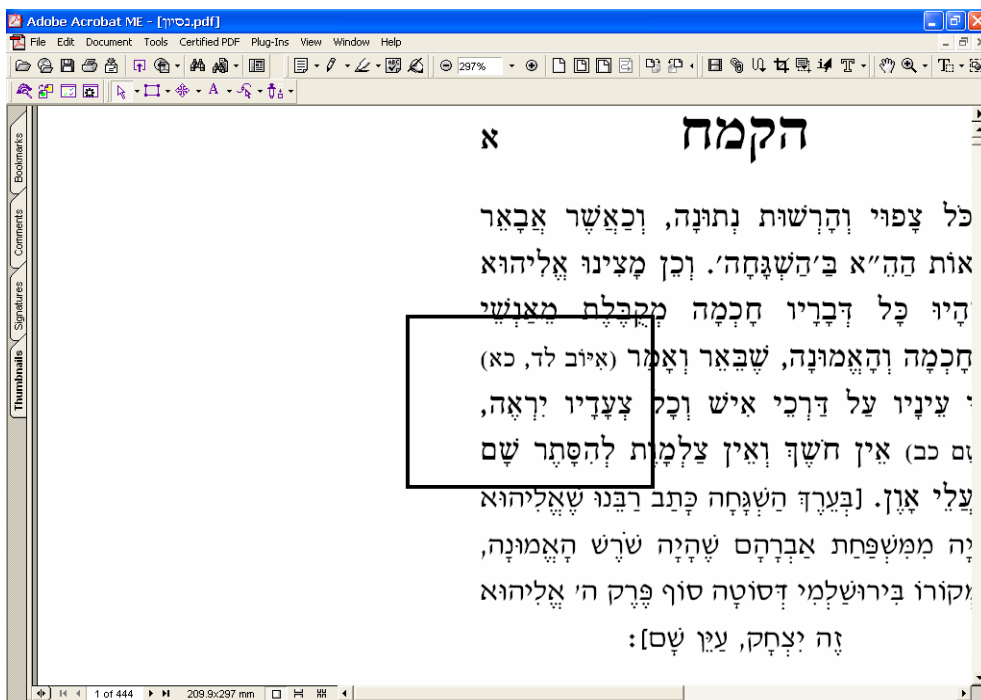 Adobe Acrobat ME - [נסיון.pdf]
File Edit Document Tools Certified PDF Plug-Ins View Window Help
297%
Bookmarks
Comments
Signatures
Thumbnails
הקמח א
כֹּל צָפוּי וְהָרְשׁוּת נְתוּנָה, וְכַאֲשֶׁר אֲבָאֵר
אוֹת הַהֵ״א בַּ׳הַשְׁגָּחָה׳. וְכֵן מָצִינוּ אֱלִיהוּא
הָיוּ כָּל דְּבָרָיו חָכְמָה מְקֻבֶּלֶת מֵאַנְשֵׁי
חָכְמָה וְהָאֱמוּנָה, שֶׁבֵּאֵר וְאָמַר (אִיּוֹב לד, כא)
עֵינָיו עַל דַּרְכֵי אִישׁ וְכָל צְעָדָיו יִרְאֶה,
שָׁם כב) אֵין חֹשֶׁךְ וְאֵין צַלְמָוֶת לְהִסָּתֶר שָׁם
עֲלֵי אָוֶן. [בְּעֵרֶךְ הַשְׁגָּחָה כָּתַב רַבֵּנוּ שֶׁאֱלִיהוּא
יָה מִמִּשְׁפַּחַת אַבְרָהָם שֶׁהָיָה שֹׁרֶשׁ הָאֱמוּנָה,
מְקוֹרוֹ בִּירוּשַׁלְמִי דְּסוֹטָה סוֹף פֶּרֶק ה׳ אֱלִיהוּא
זֶה יִצְחָק, עַיֵּן שָׁם]:
1 of 444 209.9x297 mm